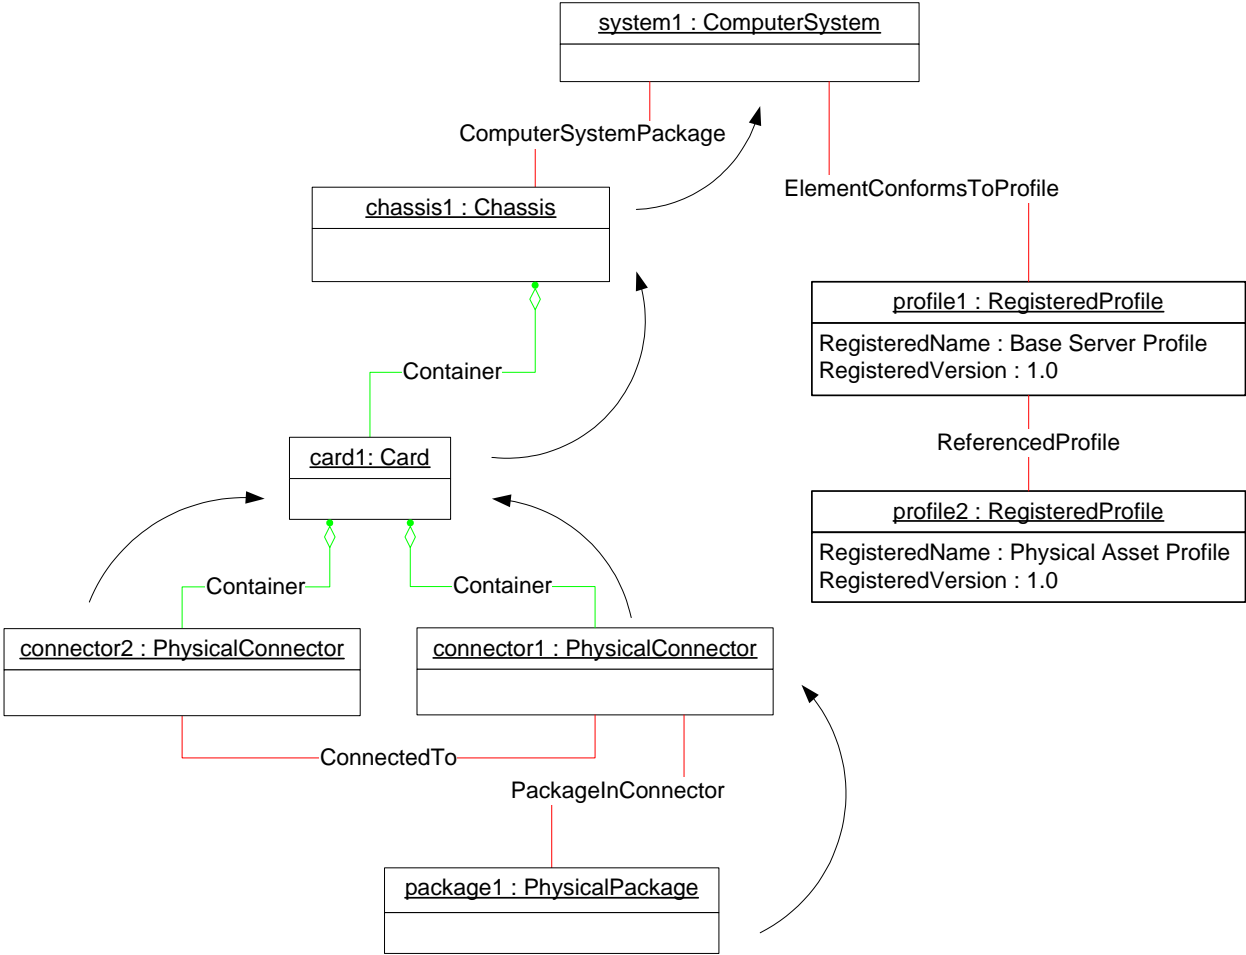 system1 : ComputerSystem
ComputerSystemPackage
ElementConformsToProfile
chassis1 : Chassis
profile1 : RegisteredProfile
RegisteredName : Base Server Profile
RegisteredVersion : 1.0
Container
ReferencedProfile
card1: Card
profile2 : RegisteredProfile
RegisteredName : Physical Asset Profile
RegisteredVersion : 1.0
Container
Container
connector2 : PhysicalConnector
connector1 : PhysicalConnector
ConnectedTo
PackageInConnector
package1 : PhysicalPackage